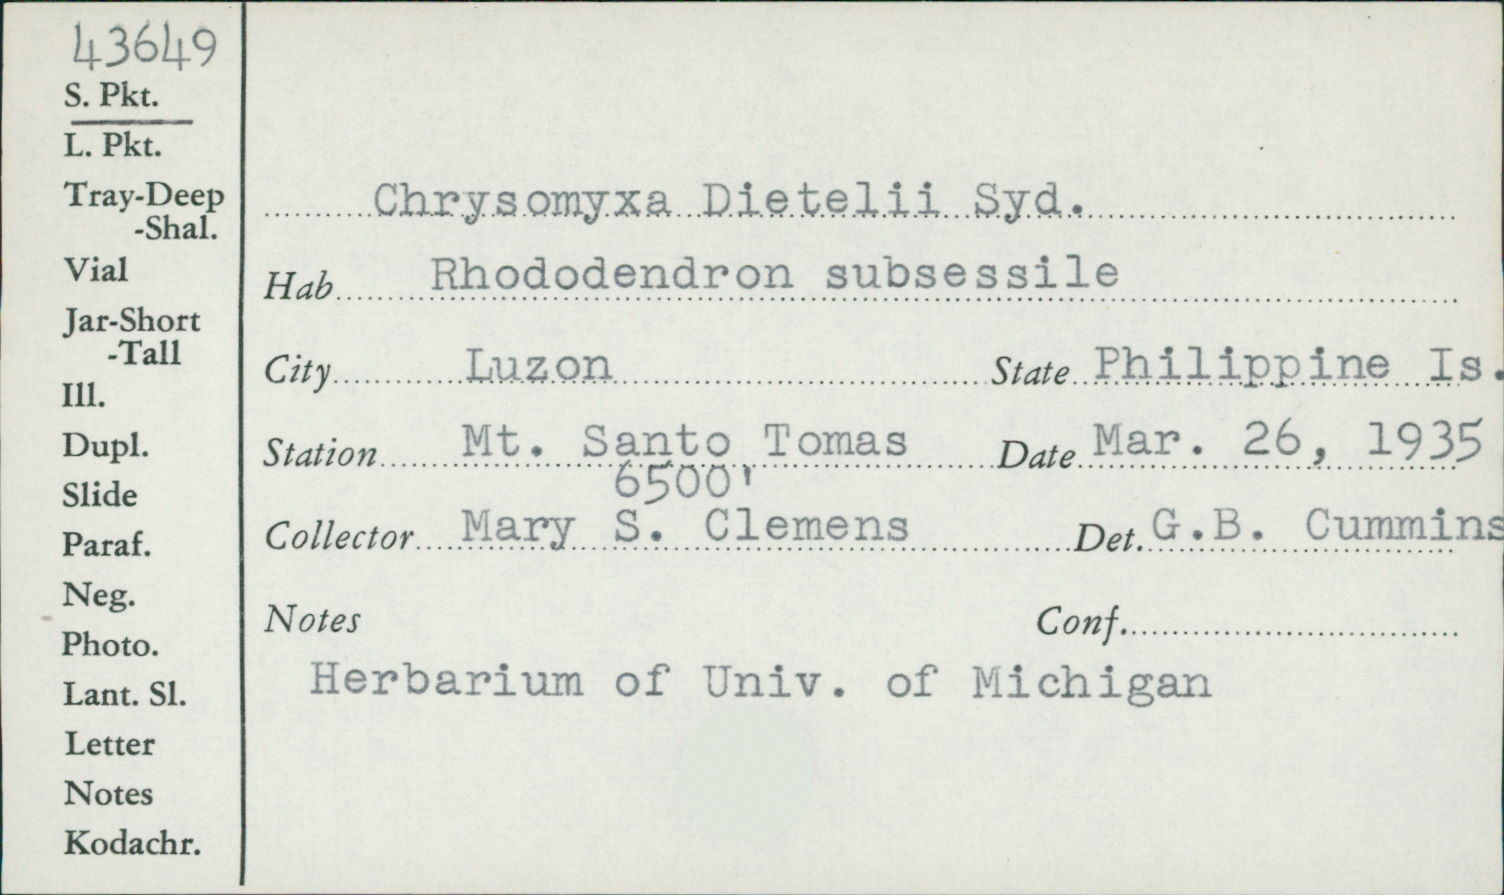 43649
S. Pkt.
L. Pkt.
Tray-Deep
-Shal.
Vial
Jar-Short
-Tall
Ill.
Dupl.
Slide
Paraf.
Neg.
Photo.
Lant. Sl.
Letter
Notes
Kodachr.
Chrysomyxa Dietelii Syd.
Hab. Rhododendron subsessile
City Luzon State Philippine Is.
Station Mt. Santo Tomas Date Mar. 26, 1935
6500'
Collector Mary S. Clemens Det. G.B. Cummins
Notes Conf.
Herbarium of Univ. of Michigan